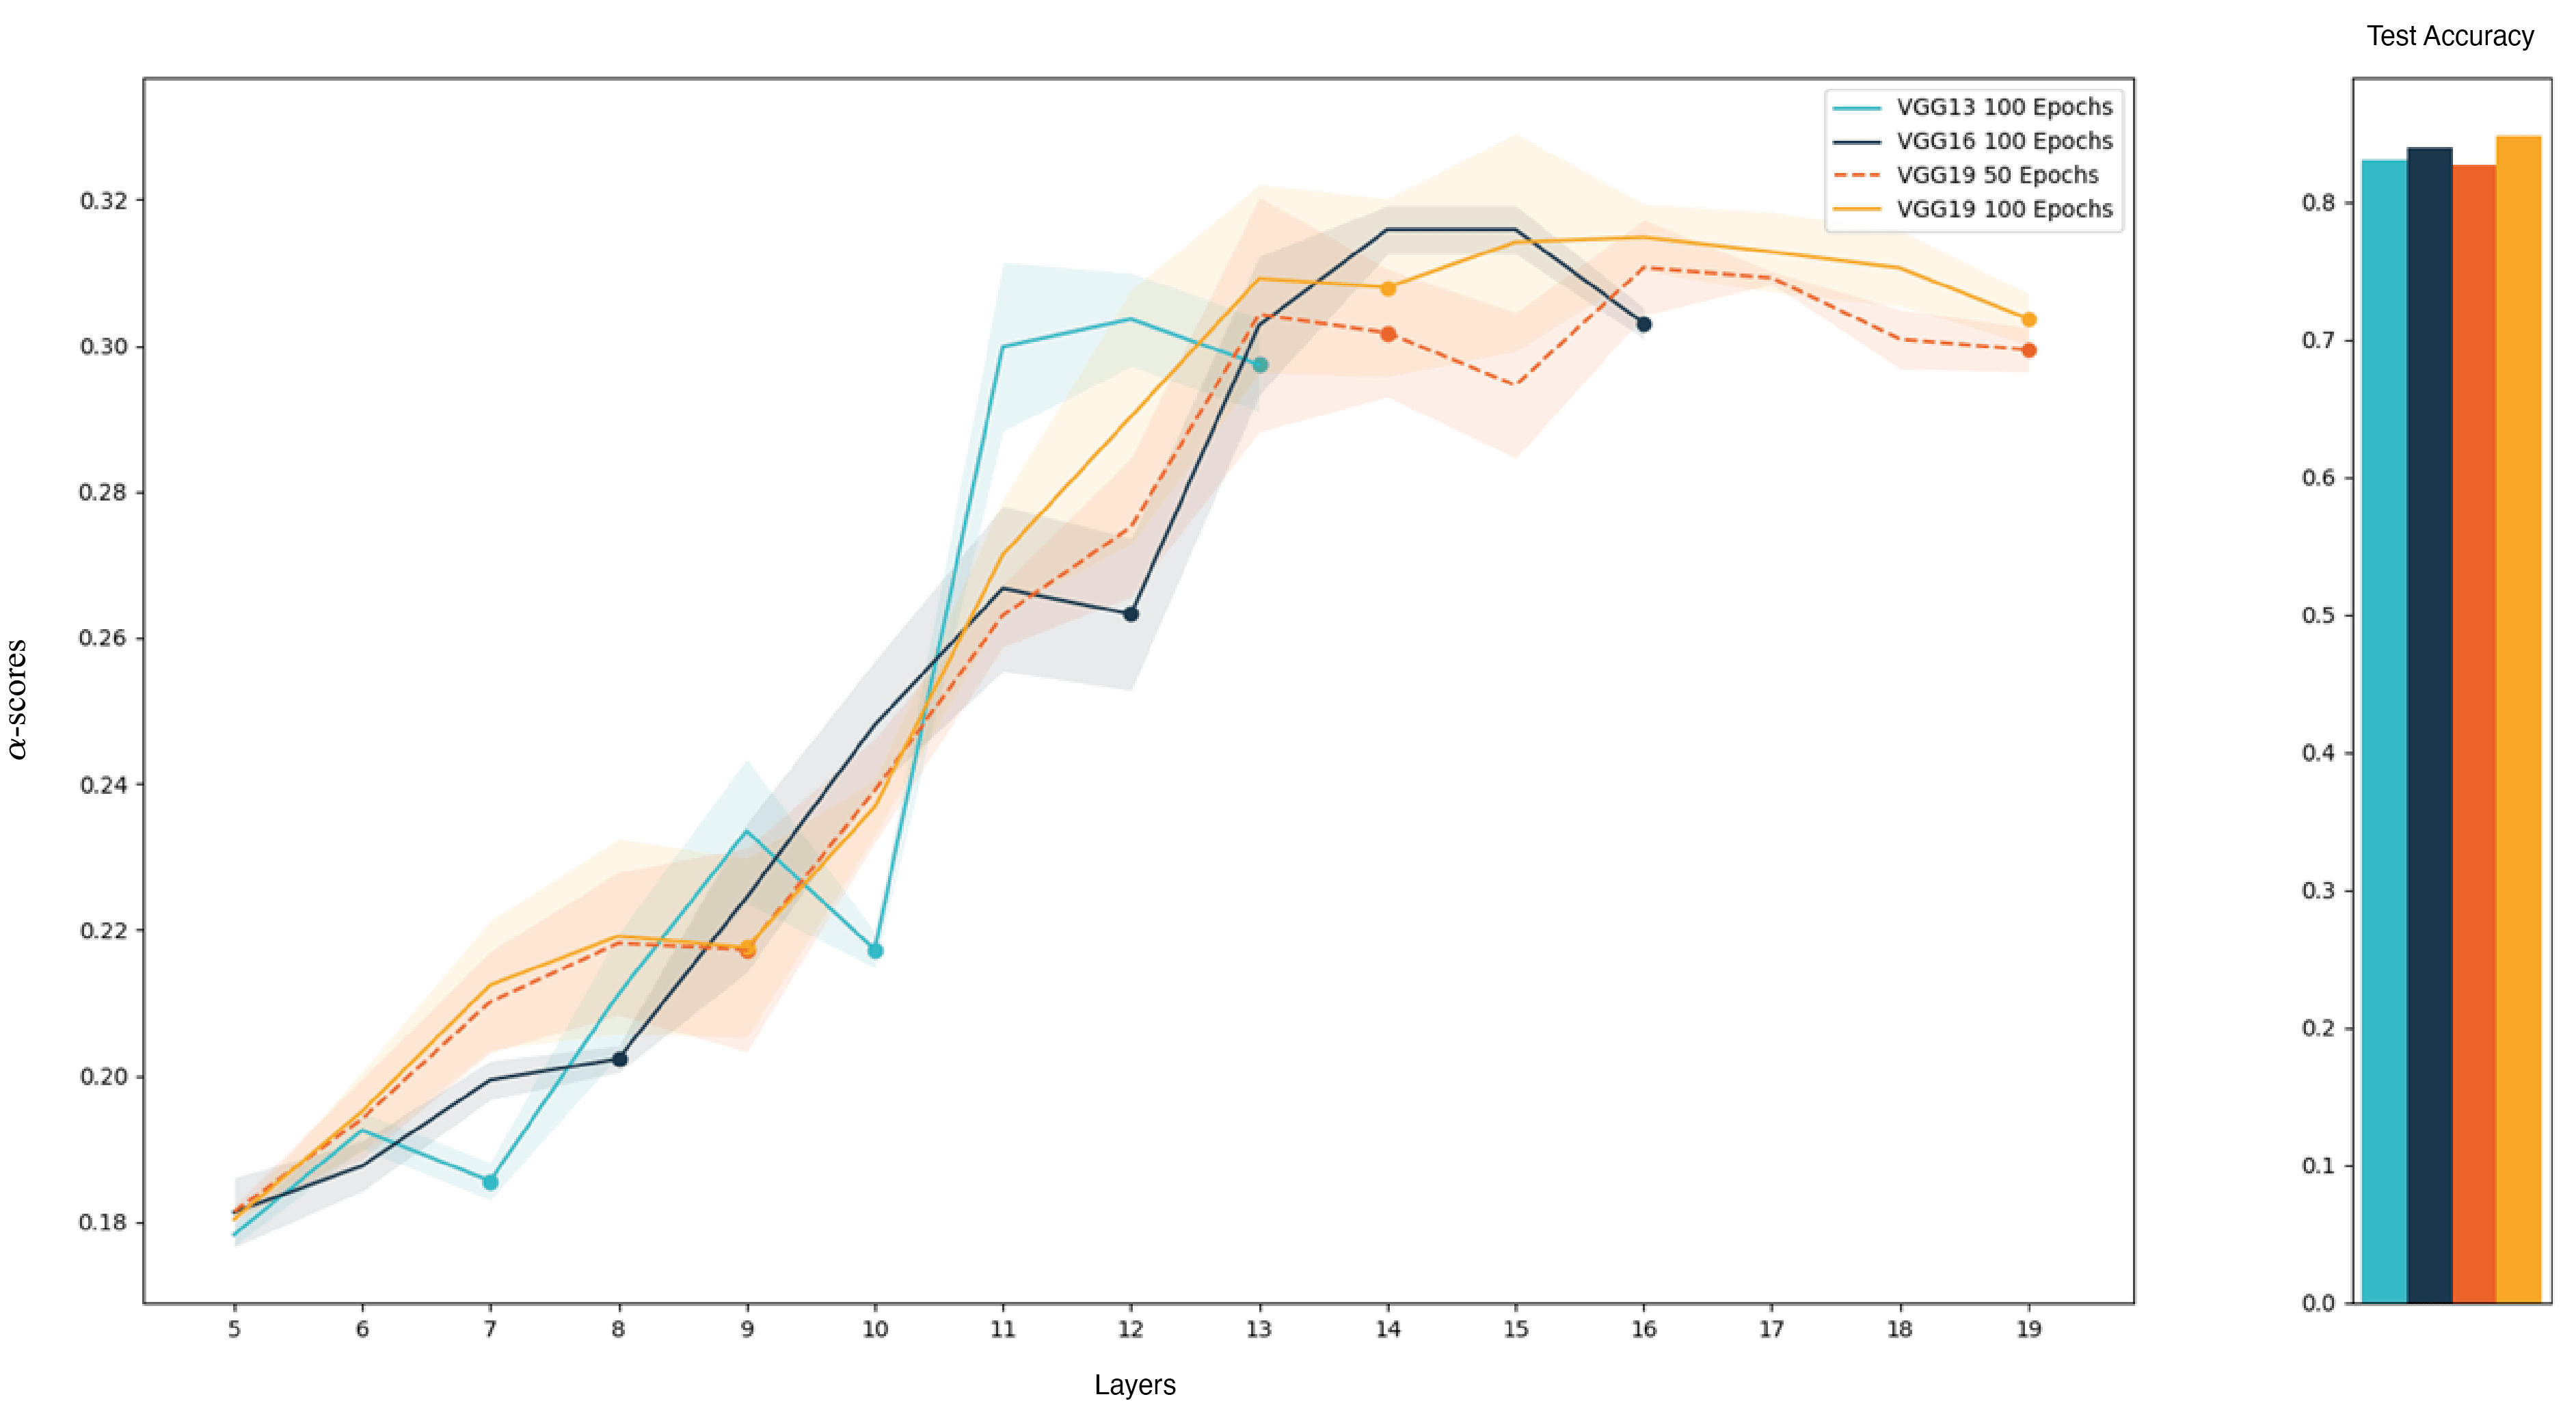 Test Accuracy
VGG13 100 Epochs
VGG16 100 Epochs
VGG19 50 Epochs
VGG19 100 Epochs
0.32
0.30
0.28
0.26
0.24
0.22
0.20
0.18
α-scores
5 6 7 8 9 10 11 12 13 14 15 16 17 18 19
Layers
0.8
0.7
0.6
0.5
0.4
0.3
0.2
0.1
0.0